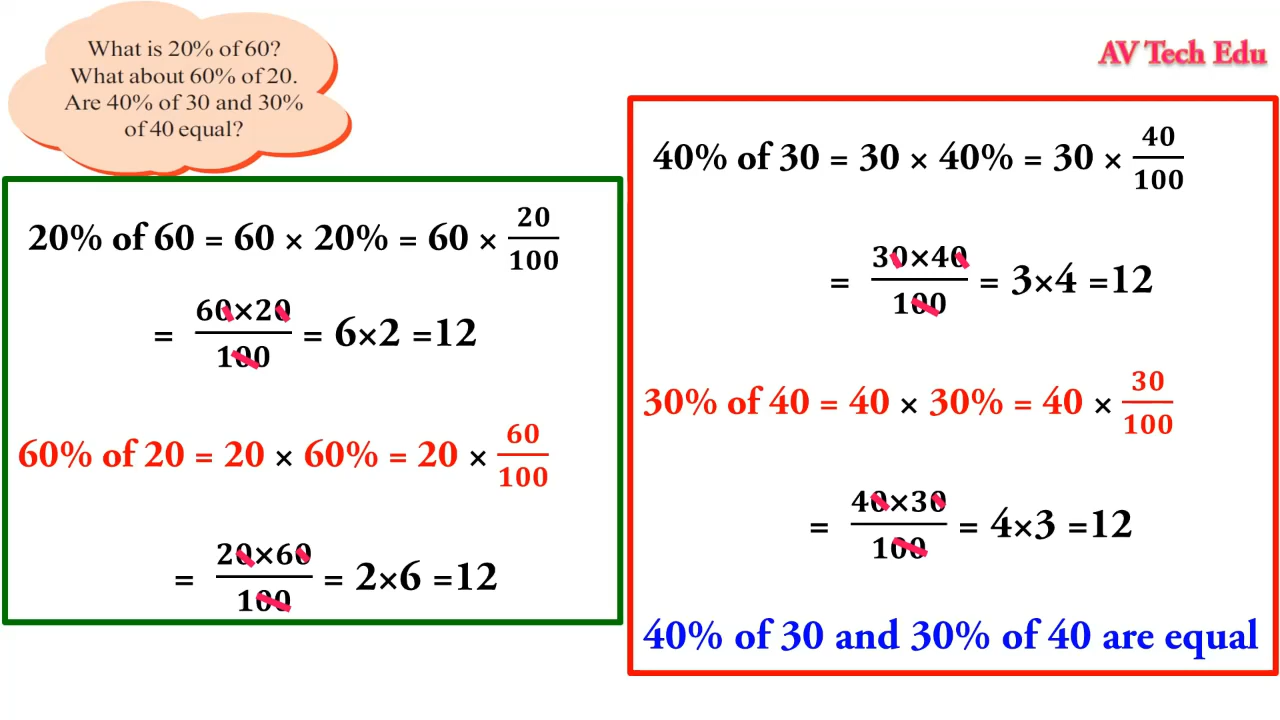 What is 20% of 60?
What about 60% of 20.
Are 40% of 30 and 30%
of 40 equal?
AV Tech Edu
20% of 60 = 60 × 20% = 60 × 20/100
= 60×20/100 = 6×2 =12
60% of 20 = 20 × 60% = 20 × 60/100
= 20×60/100 = 2×6 =12
40% of 30 = 30 × 40% = 30 × 40/100
= 30×40/100 = 3×4 =12
30% of 40 = 40 × 30% = 40 × 30/100
= 40×30/100 = 4×3 =12
40% of 30 and 30% of 40 are equal